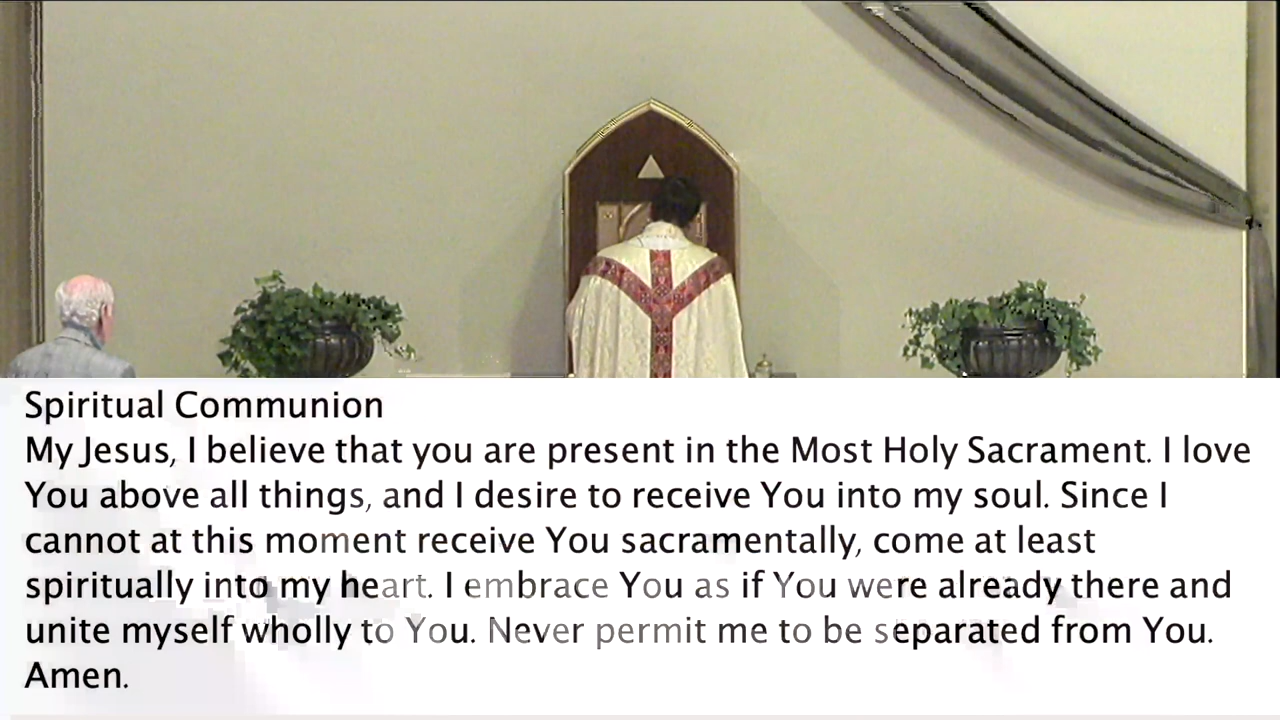 Spiritual Communion
My Jesus, I believe that you are present in the Most Holy Sacrament. I love
You above all things, and I desire to receive You into my soul. Since I
cannot at this moment receive You sacramentally, come at least
spiritually into my heart. I embrace You as if You were already there and
unite myself wholly to You. Never permit me to be separated from You.
Amen.